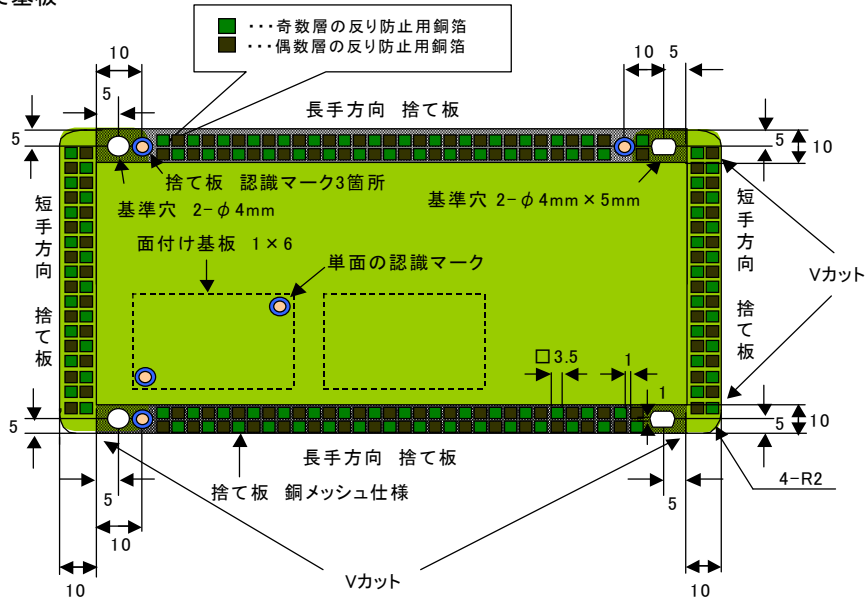 ・・・奇数層の反り防止用銅箔
・・・偶数層の反り防止用銅箔
10
5
10
5
長手方向 捨て板
5
5
10
捨て板 認識マーク3箇所
基準穴 2-φ4mm
基準穴 2-φ4mm×5mm
面付け基板 1×6
単面の認識マーク
短手方向 捨て板
短手方向 捨て板
Vカット
□3.5
1
1
5
5
10
長手方向 捨て板
捨て板 銅メッシュ仕様
5
5
4-R2
10
Vカット
10
10